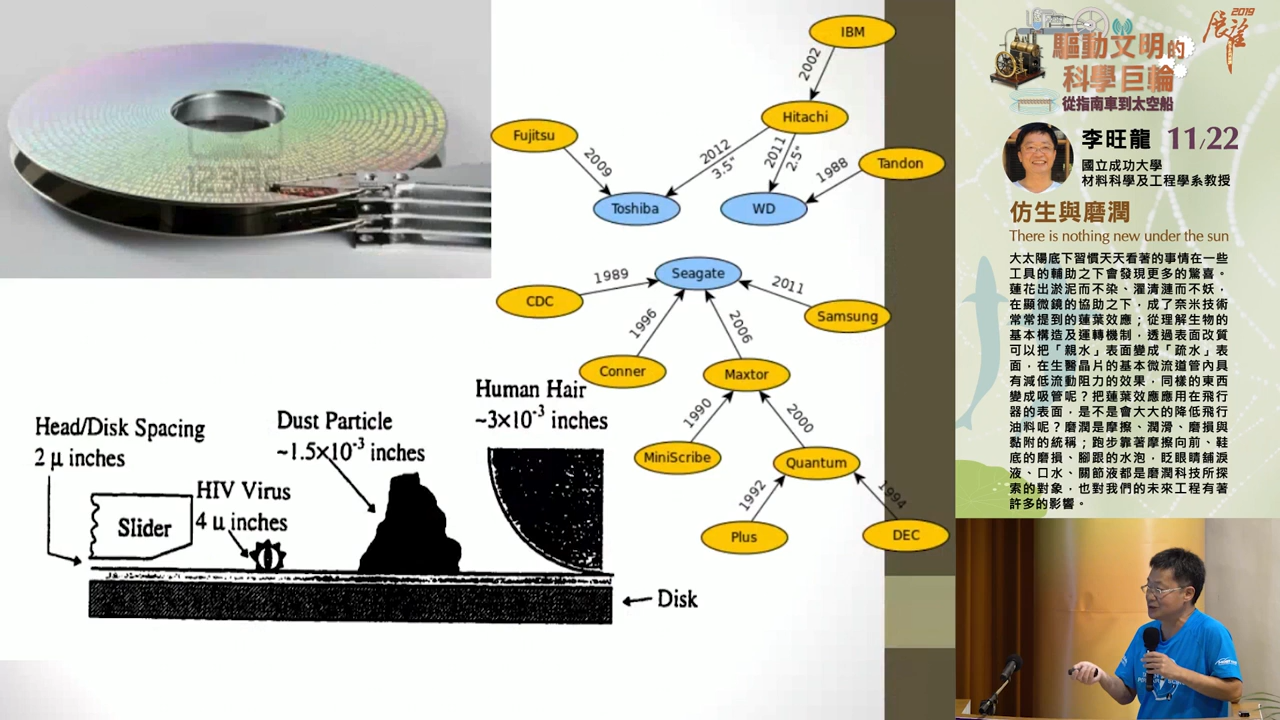 IBM
2002
Hitachi
Fujitsu
2009
2012
3.5"
2011
2.5"
1988
Tandon
Toshiba
WD
Seagate
1989
CDC
2011
Samsung
1996
2006
Conner
Maxtor
1990
2000
MiniScribe
Quantum
1992
1994
Plus
DEC
Human Hair
~3×10⁻³ inches
Dust Particle
~1.5×10⁻³ inches
Head/Disk Spacing
2 μ inches
HIV Virus
4 μ inches
Slider
Disk
2019
展望
驅動文明的
科學巨輪
從指南車到太空船
李旺龍 11/22
國立成功大學
材料科學及工程學系教授
仿生與磨潤
There is nothing new under the sun
大太陽底下習慣天天看著的事情在一些
工具的輔助之下會發現更多的驚喜。
蓮花出淤泥而不染、濯清漣而不妖，
在顯微鏡的協助之下，成了奈米技術
常常提到的蓮葉效應；從理解生物的
基本構造及運轉機制，透過表面改質
可以把「親水」表面變成「疏水」表
面，在生醫晶片的基本微流道管內具
有減低流動阻力的效果，同樣的東西
變成吸管呢？把蓮葉效應應用在飛行
器的表面，是不是會大大的降低飛行
油料呢？磨潤是摩擦、潤滑、磨損與
黏附的統稱；跑步靠著摩擦向前、鞋
底的磨損、腳跟的水泡，眨眼睛舖淚
液、口水、關節液都是磨潤科技所探
索的對象，也對我們的未來工程有著
許多的影響。